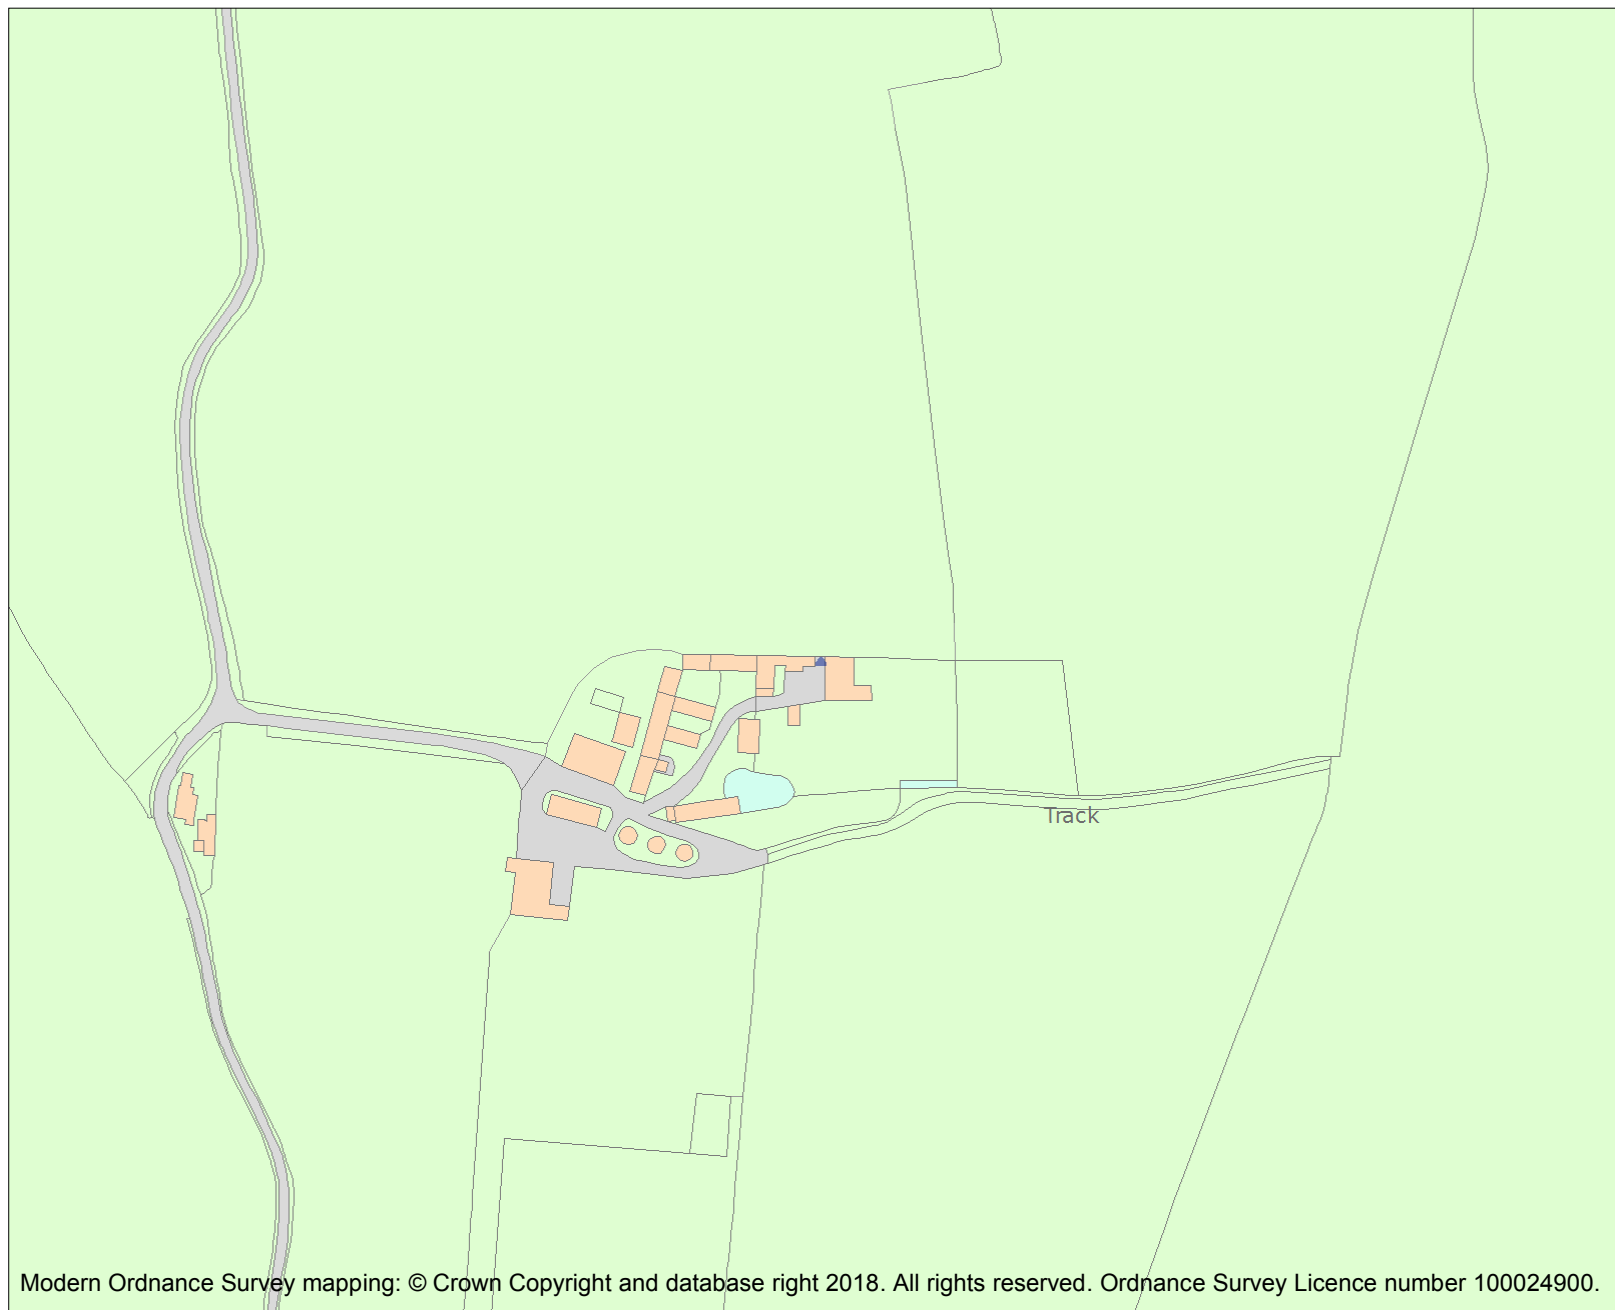 Track
Modern Ordnance Survey mapping: © Crown Copyright and database right 2018. All rights reserved. Ordnance Survey Licence number 100024900.